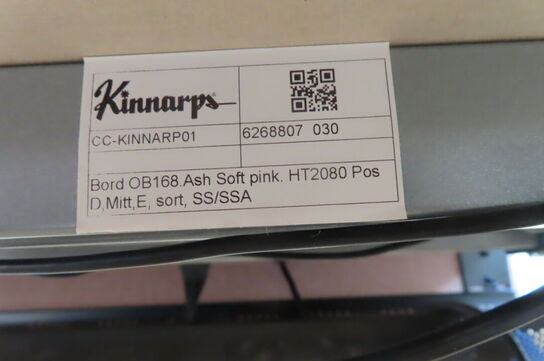 Kinnarps
CC-KINNARP01
6268807 030
Bord OB168.Ash Soft pink. HT2080 Pos
D,Mitt,E, sort, SS/SSA